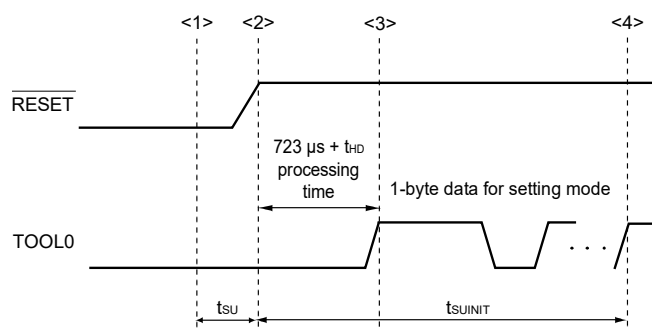 <1> <2> <3> <4>
RESET
723 µs + tHD
processing
time
1-byte data for setting mode
TOOL0
. . .
tSU
tSUINIT